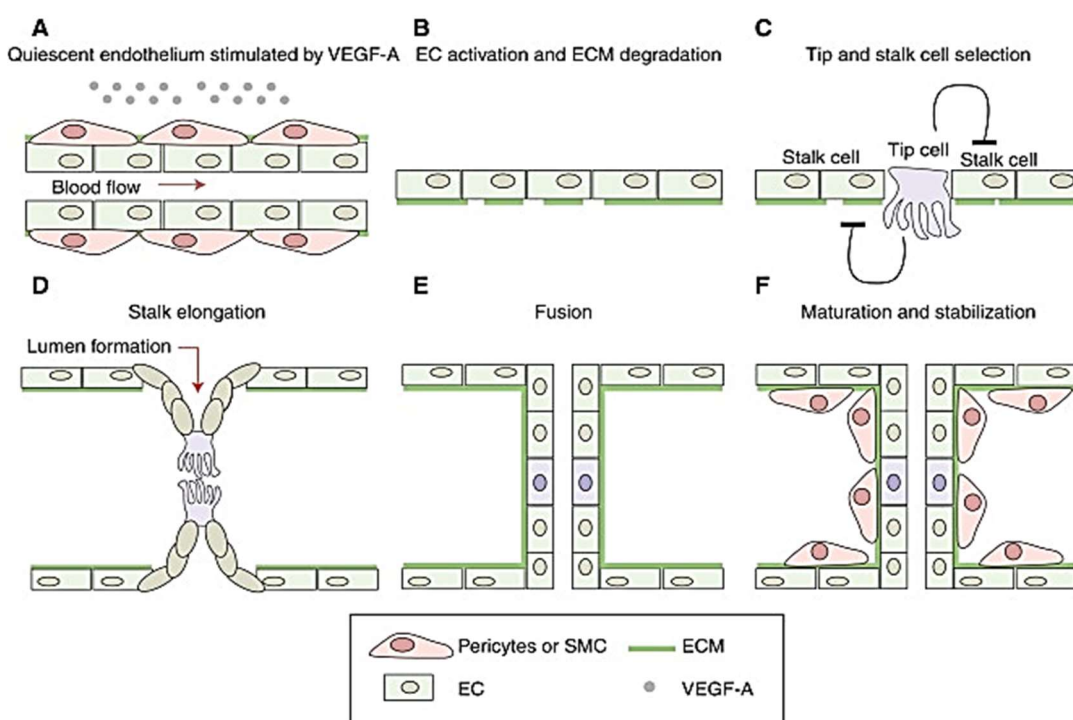 A
Quiescent endothelium stimulated by VEGF-A
Blood flow
B
EC activation and ECM degradation
C
Tip and stalk cell selection
Stalk cell
Tip cell
Stalk cell
D
Stalk elongation
Lumen formation
E
Fusion
F
Maturation and stabilization
Pericytes or SMC
ECM
EC
VEGF-A